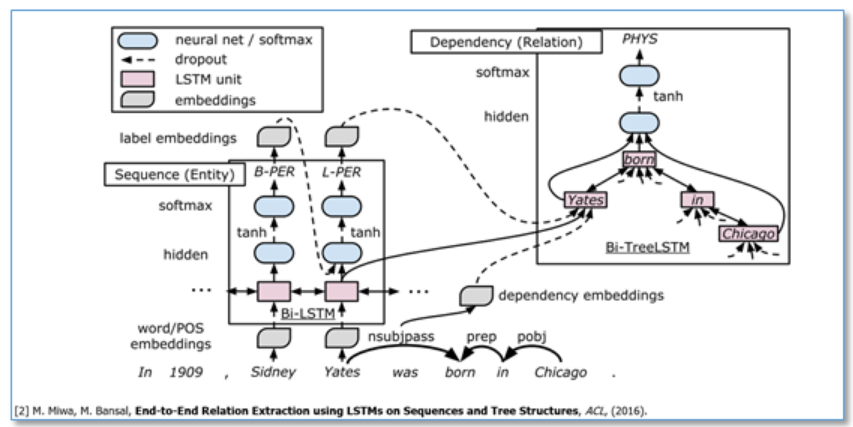 neural net / softmax
dropout
LSTM unit
embeddings
Dependency (Relation)
PHYS
softmax
tanh
hidden
born
Yates
in
Chicago
Bi-TreeLSTM
label embeddings
Sequence (Entity)
B-PER
L-PER
softmax
tanh
tanh
hidden
...
...
Bi-LSTM
dependency embeddings
word/POS
embeddings
nsubjpass
prep
pobj
In 1909 , Sidney Yates was born in Chicago .
[2] M. Miwa, M. Bansal, End-to-End Relation Extraction using LSTMs on Sequences and Tree Structures, ACL, (2016).